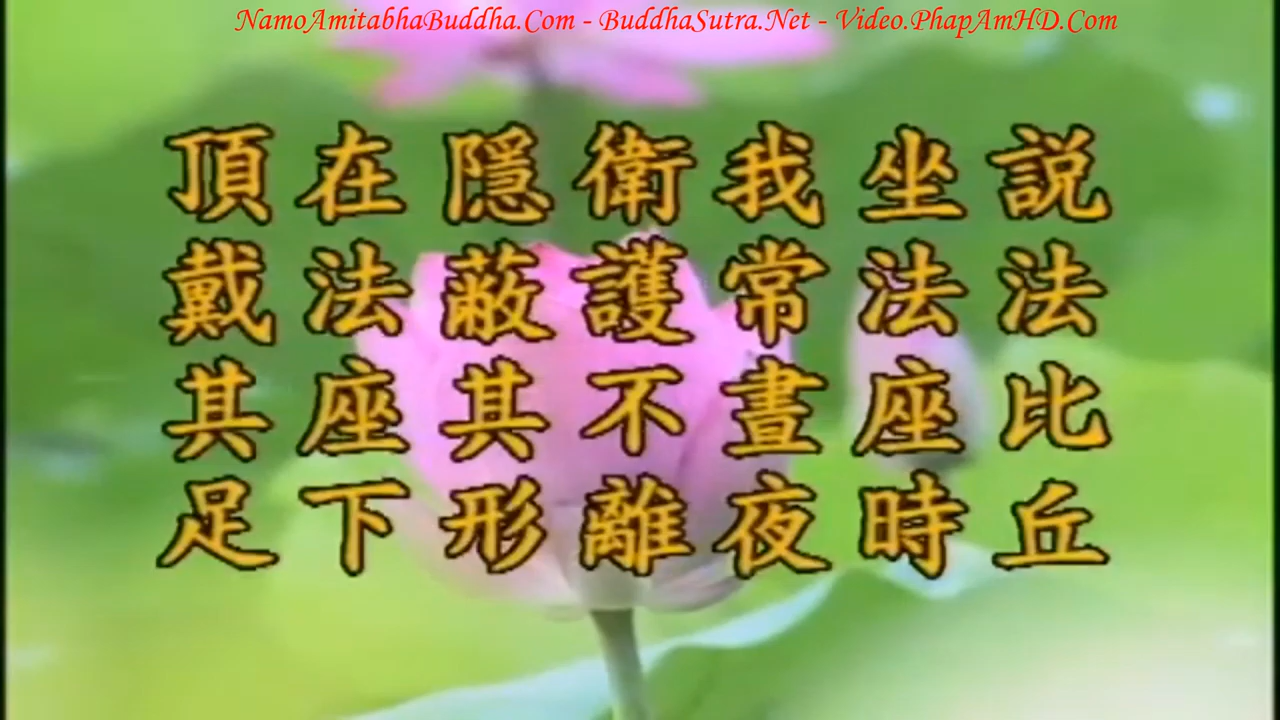 NamoAmitabhaBuddha.Com - BuddhaSutra.Net - Video.PhapAmHD.Com
説法比丘
坐法座時
我常晝夜
衛護不離
隱蔽其形
在法座下
頂戴其足